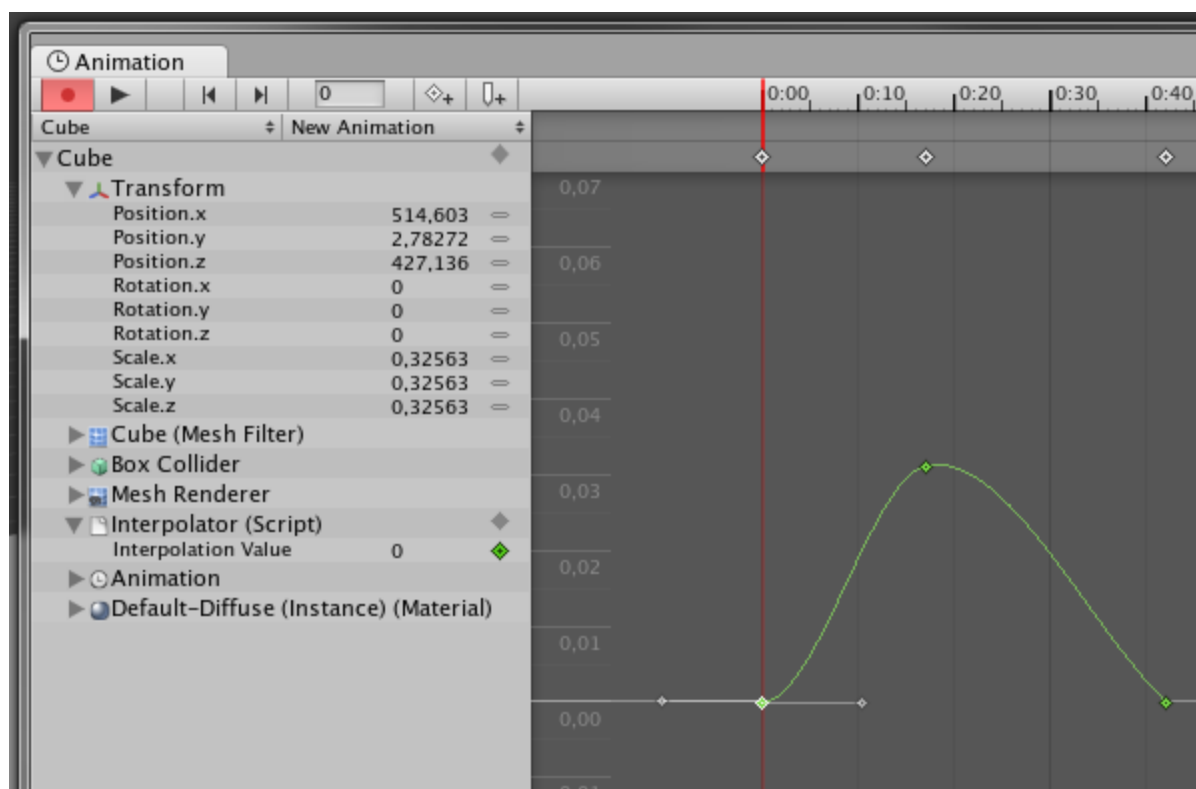 Animation
0 0:00 0:10 0:20 0:30 0:40
Cube New Animation
Cube
Transform 0,07
Position.x 514,603
Position.y 2,78272
Position.z 427,136 0,06
Rotation.x 0
Rotation.y 0
Rotation.z 0 0,05
Scale.x 0,32563
Scale.y 0,32563
Scale.z 0,32563 0,04
Cube (Mesh Filter)
Box Collider
Mesh Renderer 0,03
Interpolator (Script)
Interpolation Value 0
Animation 0,02
Default-Diffuse (Instance) (Material)
0,01
0,00